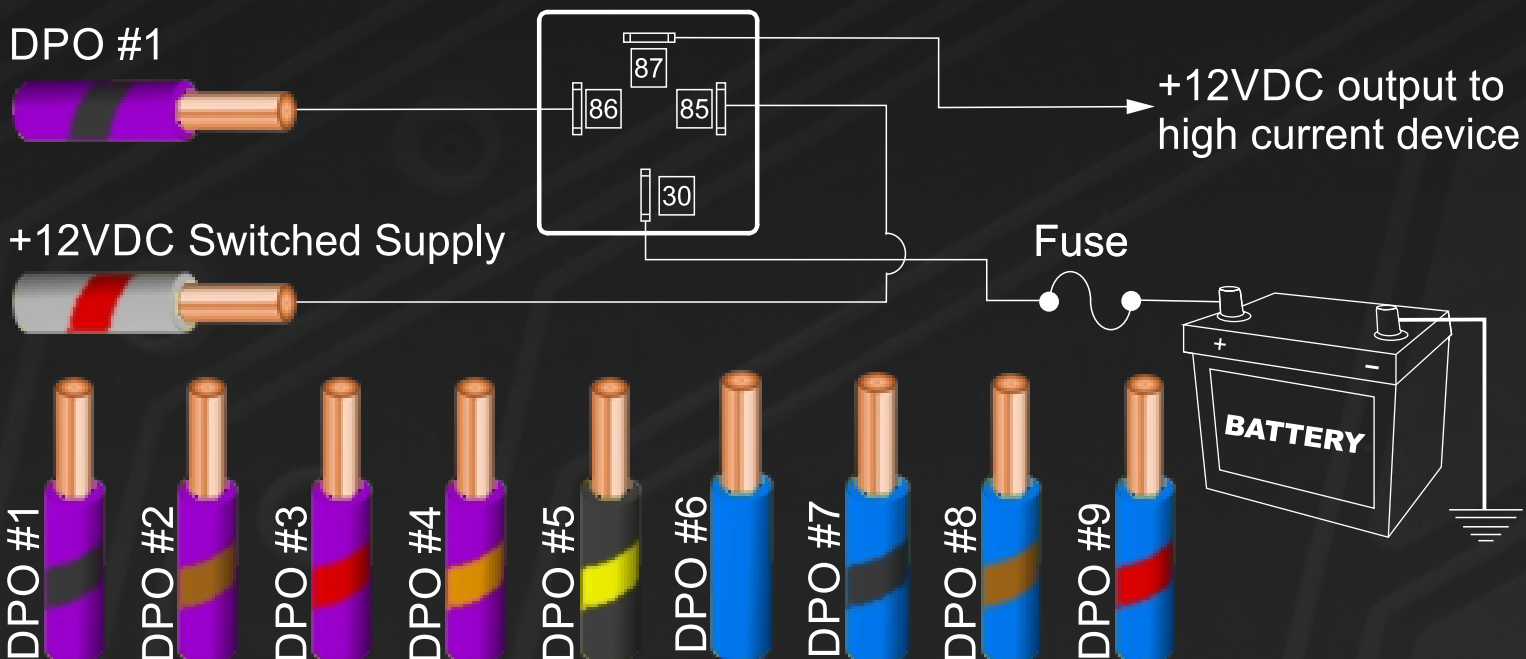 DPO #1
87
86
85
30
+12VDC output to
high current device
+12VDC Switched Supply
Fuse
+
-
BATTERY
DPO #1
DPO #2
DPO #3
DPO #4
DPO #5
DPO #6
DPO #7
DPO #8
DPO #9